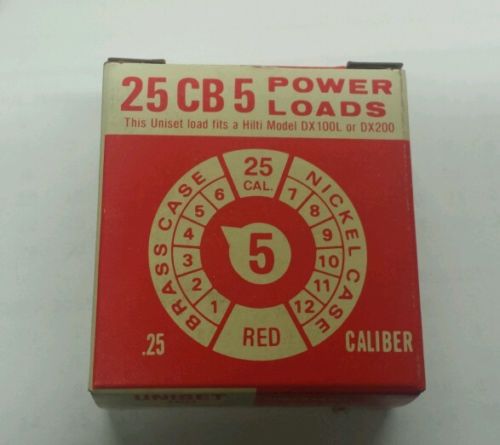 25 CB 5 POWER LOADS
This Uniset load fits a Hilti Model DX100L or DX200
BRASS CASE
25 CAL.
NICKEL CASE
1 2 3 4 5 6
7 8 9 10 11 12
5
RED
.25 CALIBER
UNISET